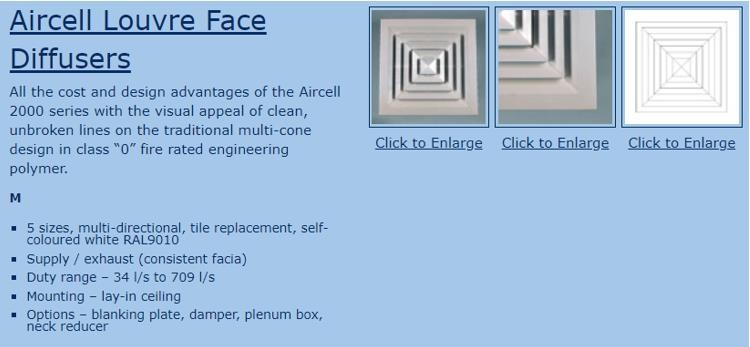 Aircell Louvre Face
Diffusers
All the cost and design advantages of the Aircell
2000 series with the visual appeal of clean,
unbroken lines on the traditional multi-cone
design in class “0” fire rated engineering
polymer.
M
5 sizes, multi-directional, tile replacement, self-
coloured white RAL9010
Supply / exhaust (consistent facia)
Duty range – 34 l/s to 709 l/s
Mounting – lay-in ceiling
Options – blanking plate, damper, plenum box,
neck reducer
Click to Enlarge
Click to Enlarge
Click to Enlarge